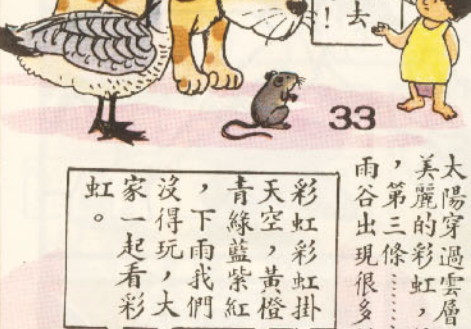 去
！
33
太陽穿過雲層
美麗的彩虹，
，第三條……
雨谷出現很多
彩虹彩虹掛
天空，黃橙
青綠藍紫紅
，下雨我們
沒得玩，大
家一起看彩
虹。